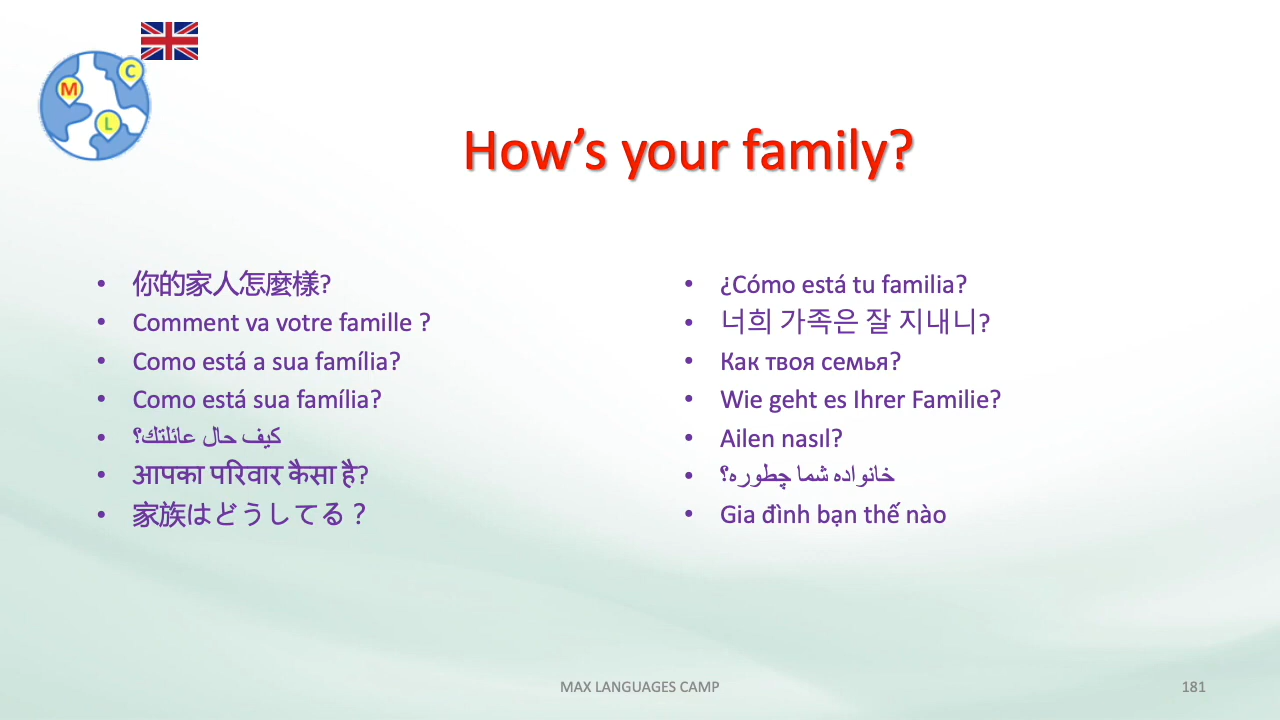 C
M
L
How’s your family?
• 你的家人怎麼樣?
• Comment va votre famille ?
• Como está a sua família?
• Como está sua família?
• كيف حال عائلتك؟
• आपका परिवार कैसा है?
• 家族はどうしてる？
• ¿Cómo está tu familia?
• 너희 가족은 잘 지내니?
• Как твоя семья?
• Wie geht es Ihrer Familie?
• Ailen nasıl?
• خانواده شما چطوره؟
• Gia đình bạn thế nào
MAX LANGUAGES CAMP
181